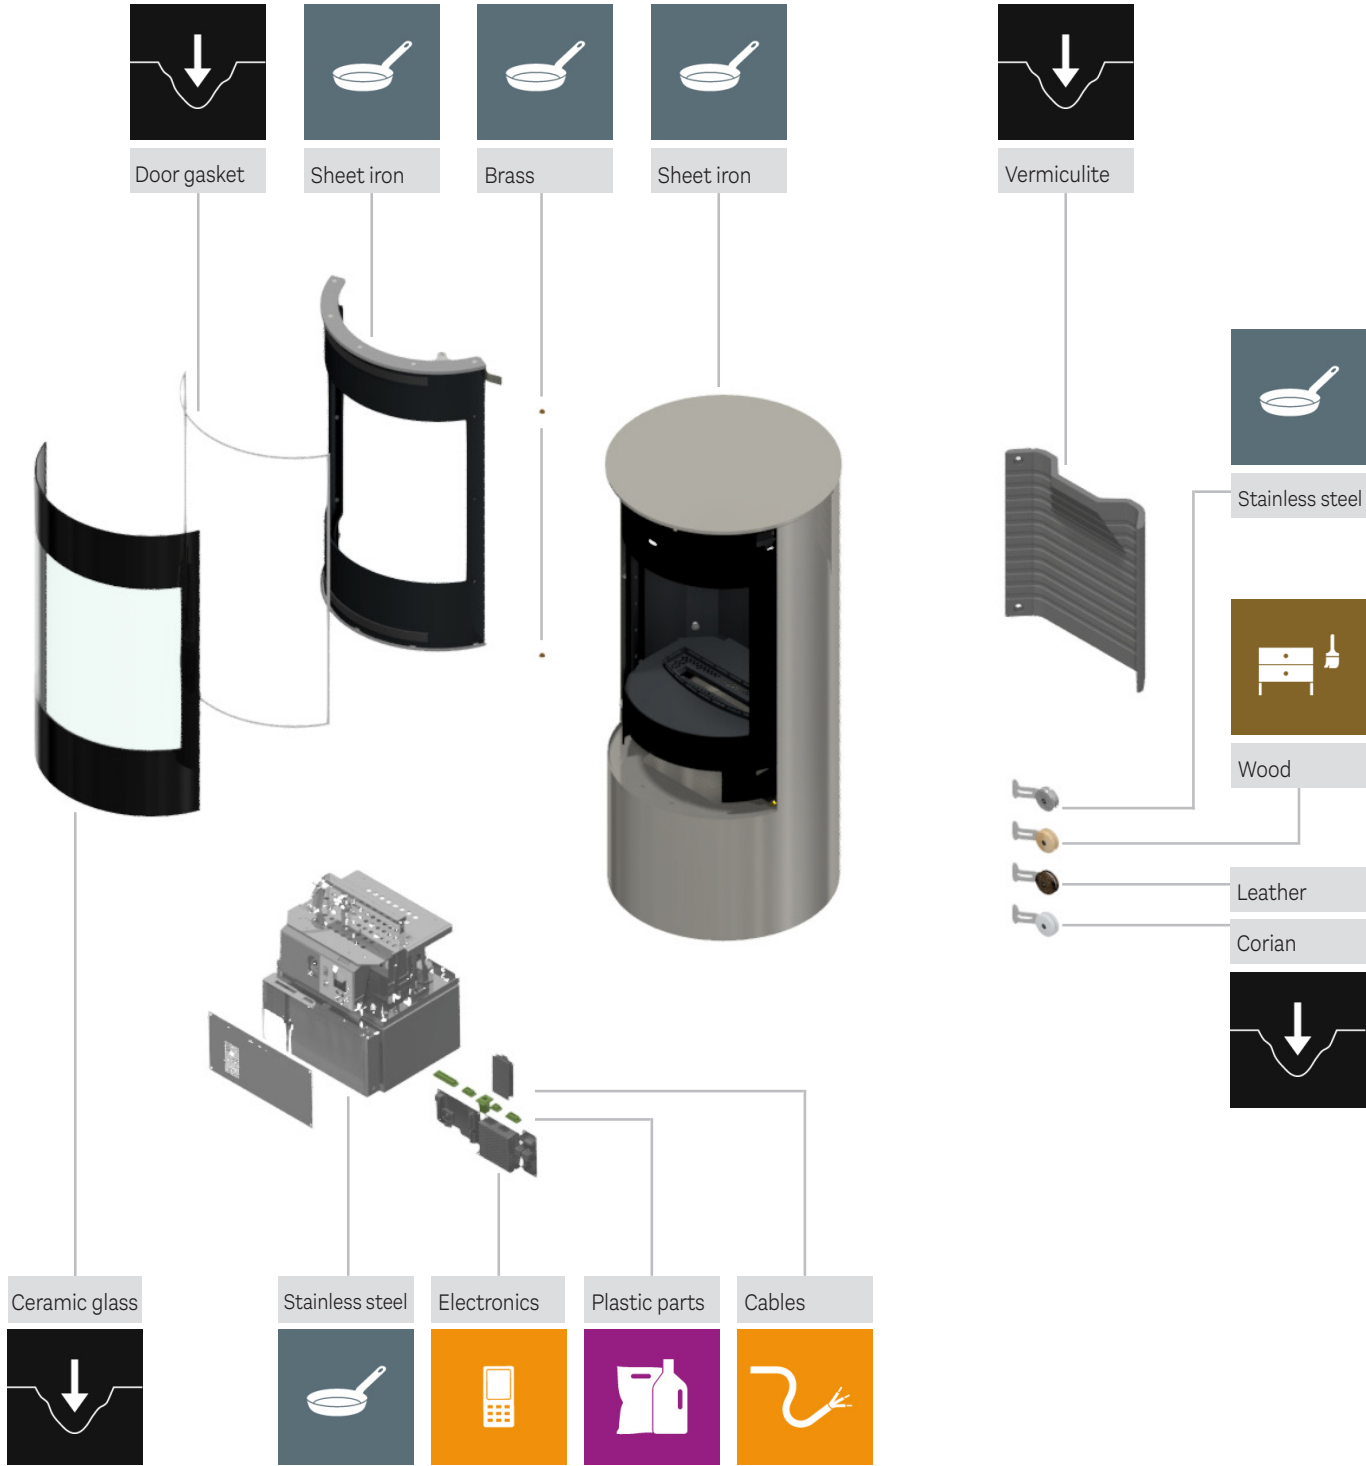 Door gasket
Sheet iron
Brass
Sheet iron
Vermiculite
Stainless steel
Wood
Leather
Corian
Ceramic glass
Stainless steel
Electronics
Plastic parts
Cables